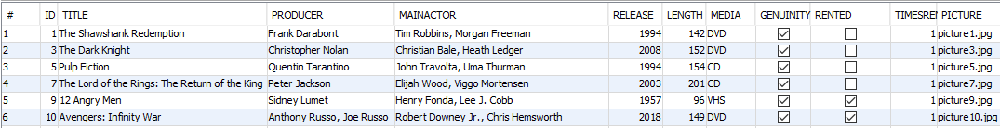 # ID TITLE PRODUCER MAINACTOR RELEASE LENGTH MEDIA GENUINITY RENTED TIMESREN PICTURE
1 1 The Shawshank Redemption Frank Darabont Tim Robbins, Morgan Freeman 1994 142 DVD 1 picture1.jpg
2 3 The Dark Knight Christopher Nolan Christian Bale, Heath Ledger 2008 152 DVD 1 picture3.jpg
3 5 Pulp Fiction Quentin Tarantino John Travolta, Uma Thurman 1994 154 CD 1 picture5.jpg
4 7 The Lord of the Rings: The Return of the King Peter Jackson Elijah Wood, Viggo Mortensen 2003 201 CD 1 picture7.jpg
5 9 12 Angry Men Sidney Lumet Henry Fonda, Lee J. Cobb 1957 96 VHS 1 picture9.jpg
6 10 Avengers: Infinity War Anthony Russo, Joe Russo Robert Downey Jr., Chris Hemsworth 2018 149 DVD 1 picture10.jpg